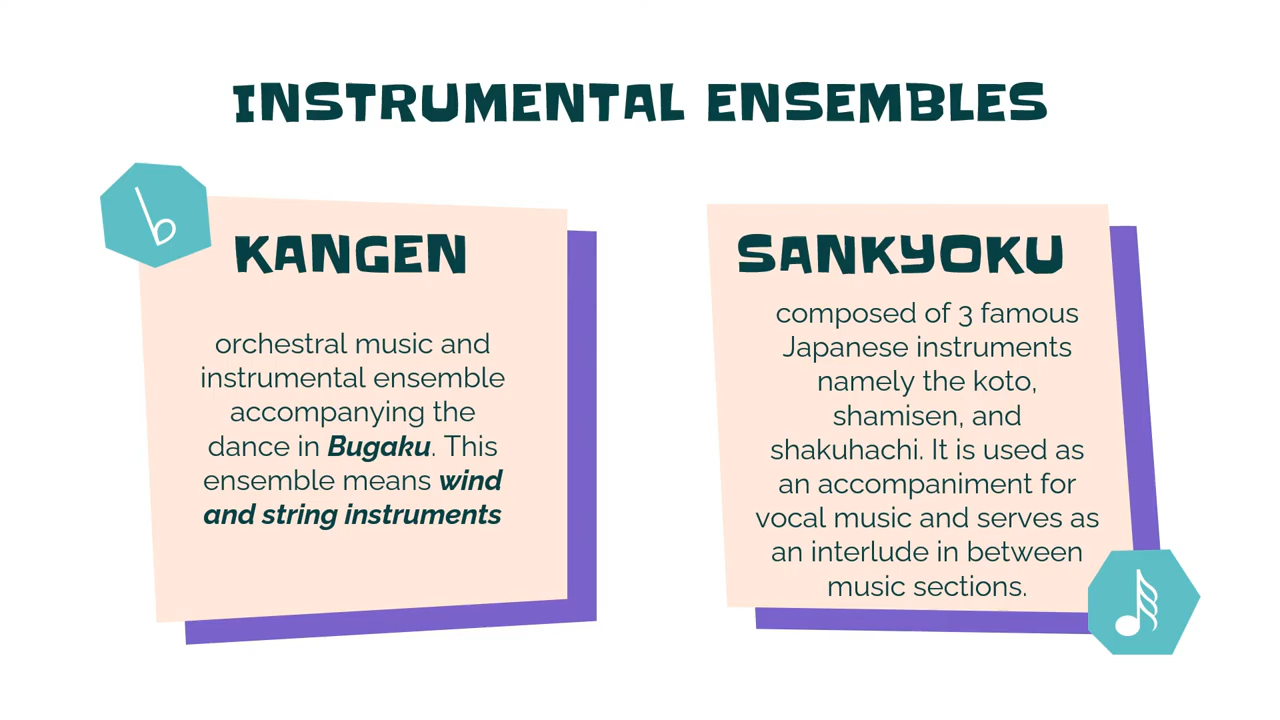 INSTRUMENTAL ENSEMBLES
KANGEN
orchestral music and
instrumental ensemble
accompanying the
dance in Bugaku. This
ensemble means wind
and string instruments
SANKYOKU
composed of 3 famous
Japanese instruments
namely the koto,
shamisen, and
shakuhachi. It is used as
an accompaniment for
vocal music and serves as
an interlude in between
music sections.